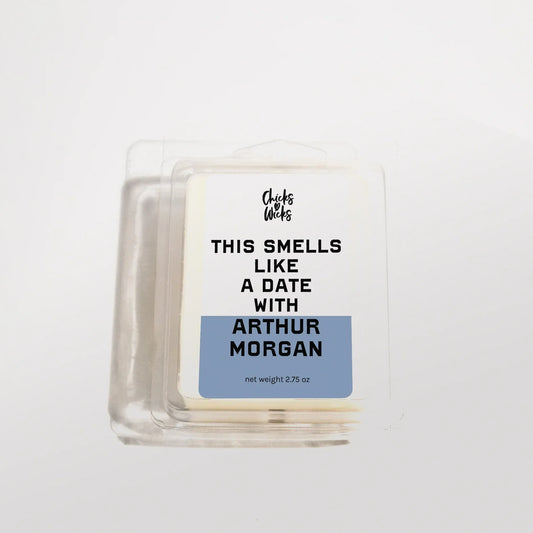 Chicks
Wicks
THIS SMELLS
LIKE
A DATE
WITH
ARTHUR
MORGAN
net weight 2.75 oz